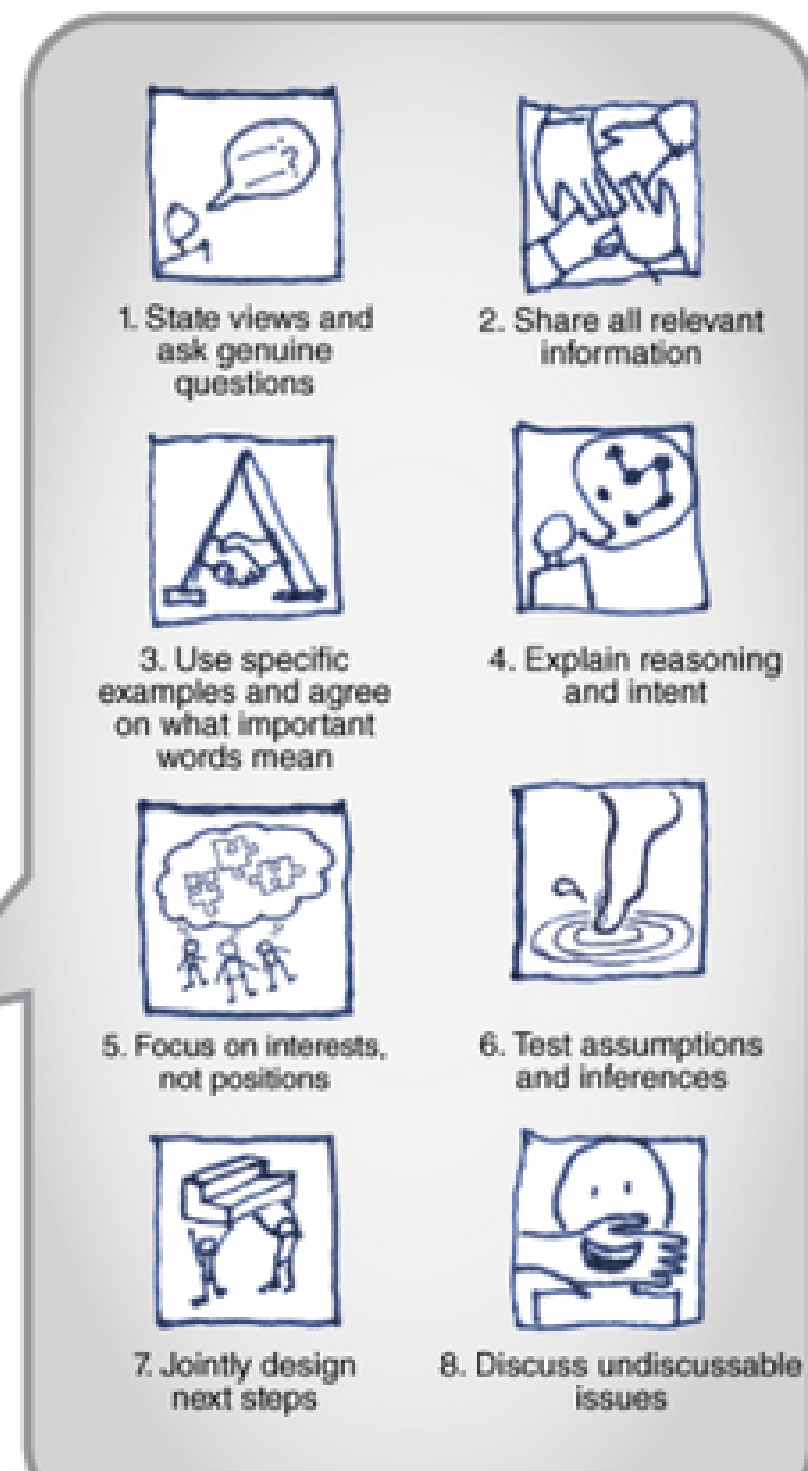 ?
1. State views and
ask genuine
questions
2. Share all relevant
information
3. Use specific
examples and agree
on what important
words mean
4. Explain reasoning
and intent
5. Focus on interests,
not positions
6. Test assumptions
and inferences
7. Jointly design
next steps
8. Discuss undiscussable
issues